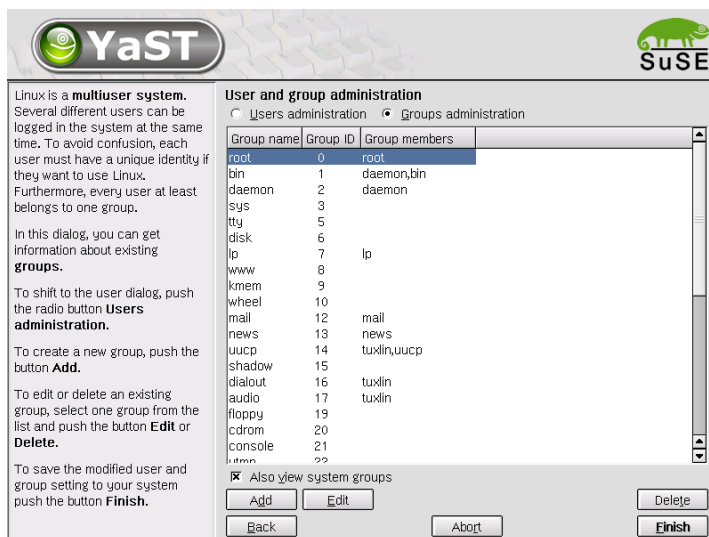 YaST
SuSE
Linux is a multiuser system.
Several different users can be
logged in the system at the same
time. To avoid confusion, each
user must have a unique identity if
they want to use Linux.
Furthermore, every user at least
belongs to one group.
In this dialog, you can get
information about existing
groups.
To shift to the user dialog, push
the radio button Users
administration.
To create a new group, push the
button Add.
To edit or delete an existing
group, select one group from the
list and push the button Edit or
Delete.
To save the modified user and
group setting to your system
push the button Finish.
User and group administration
Users administration Groups administration
Group name Group ID Group members
root 0 root
bin 1 daemon,bin
daemon 2 daemon
sys 3
tty 5
disk 6
lp 7 lp
www 8
kmem 9
wheel 10
mail 12 mail
news 13 news
uucp 14 tuxlin,uucp
shadow 15
dialout 16 tuxlin
audio 17 tuxlin
floppy 19
cdrom 20
console 21
utmp 22
Also view system groups
Add Edit Delete
Back Abort Finish